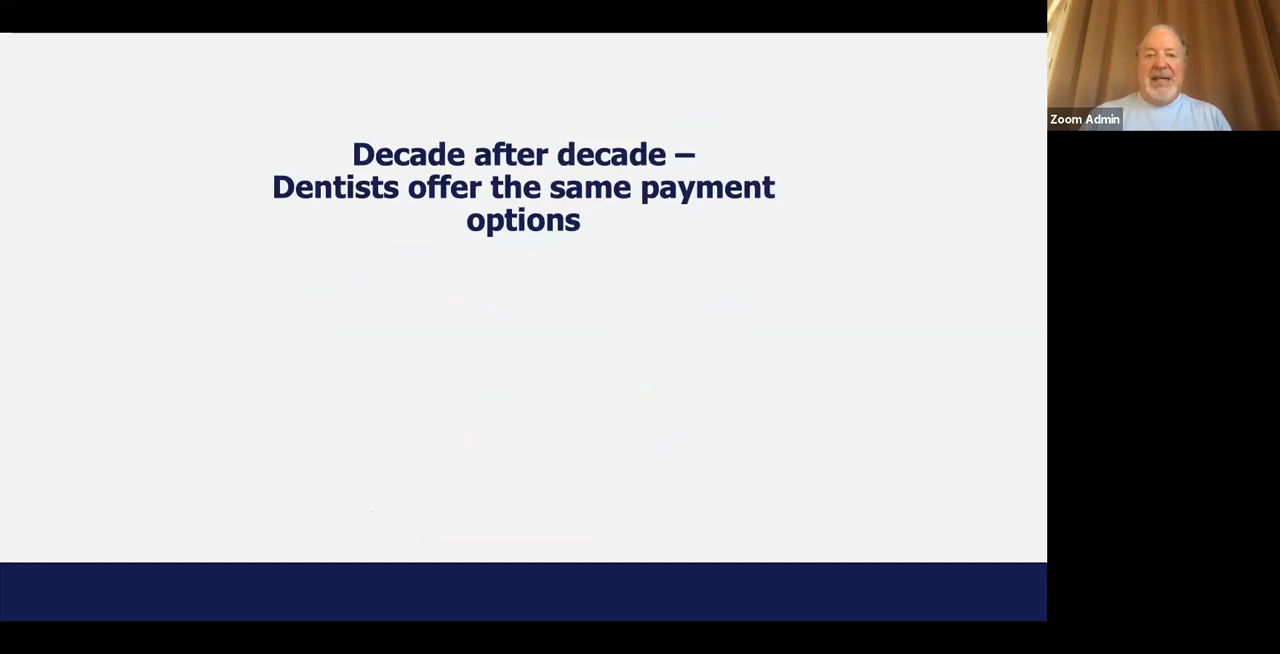 Decade after decade –
Dentists offer the same payment
options
Zoom Admin